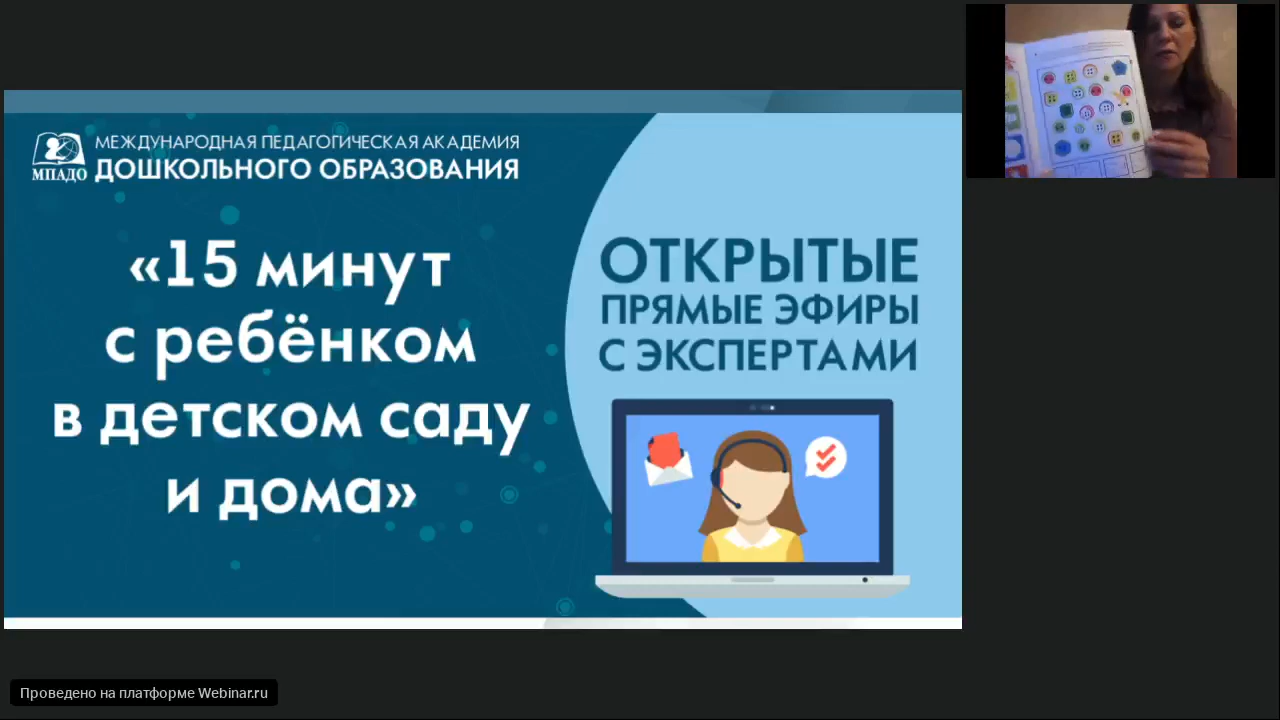 МЕЖДУНАРОДНАЯ ПЕДАГОГИЧЕСКАЯ АКАДЕМИЯ
ДОШКОЛЬНОГО ОБРАЗОВАНИЯ
МПАДО
«15 минут
с ребёнком
в детском саду
и дома»
ОТКРЫТЫЕ
ПРЯМЫЕ ЭФИРЫ
С ЭКСПЕРТАМИ
Проведено на платформе Webinar.ru